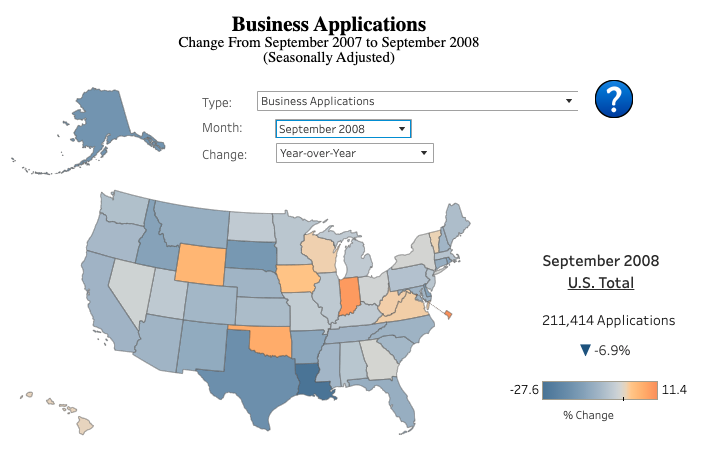 Business Applications
Change From September 2007 to September 2008
(Seasonally Adjusted)
Type: Business Applications
?
Month: September 2008
Change: Year-over-Year
September 2008
U.S. Total
211,414 Applications
▼ -6.9%
-27.6 11.4
% Change